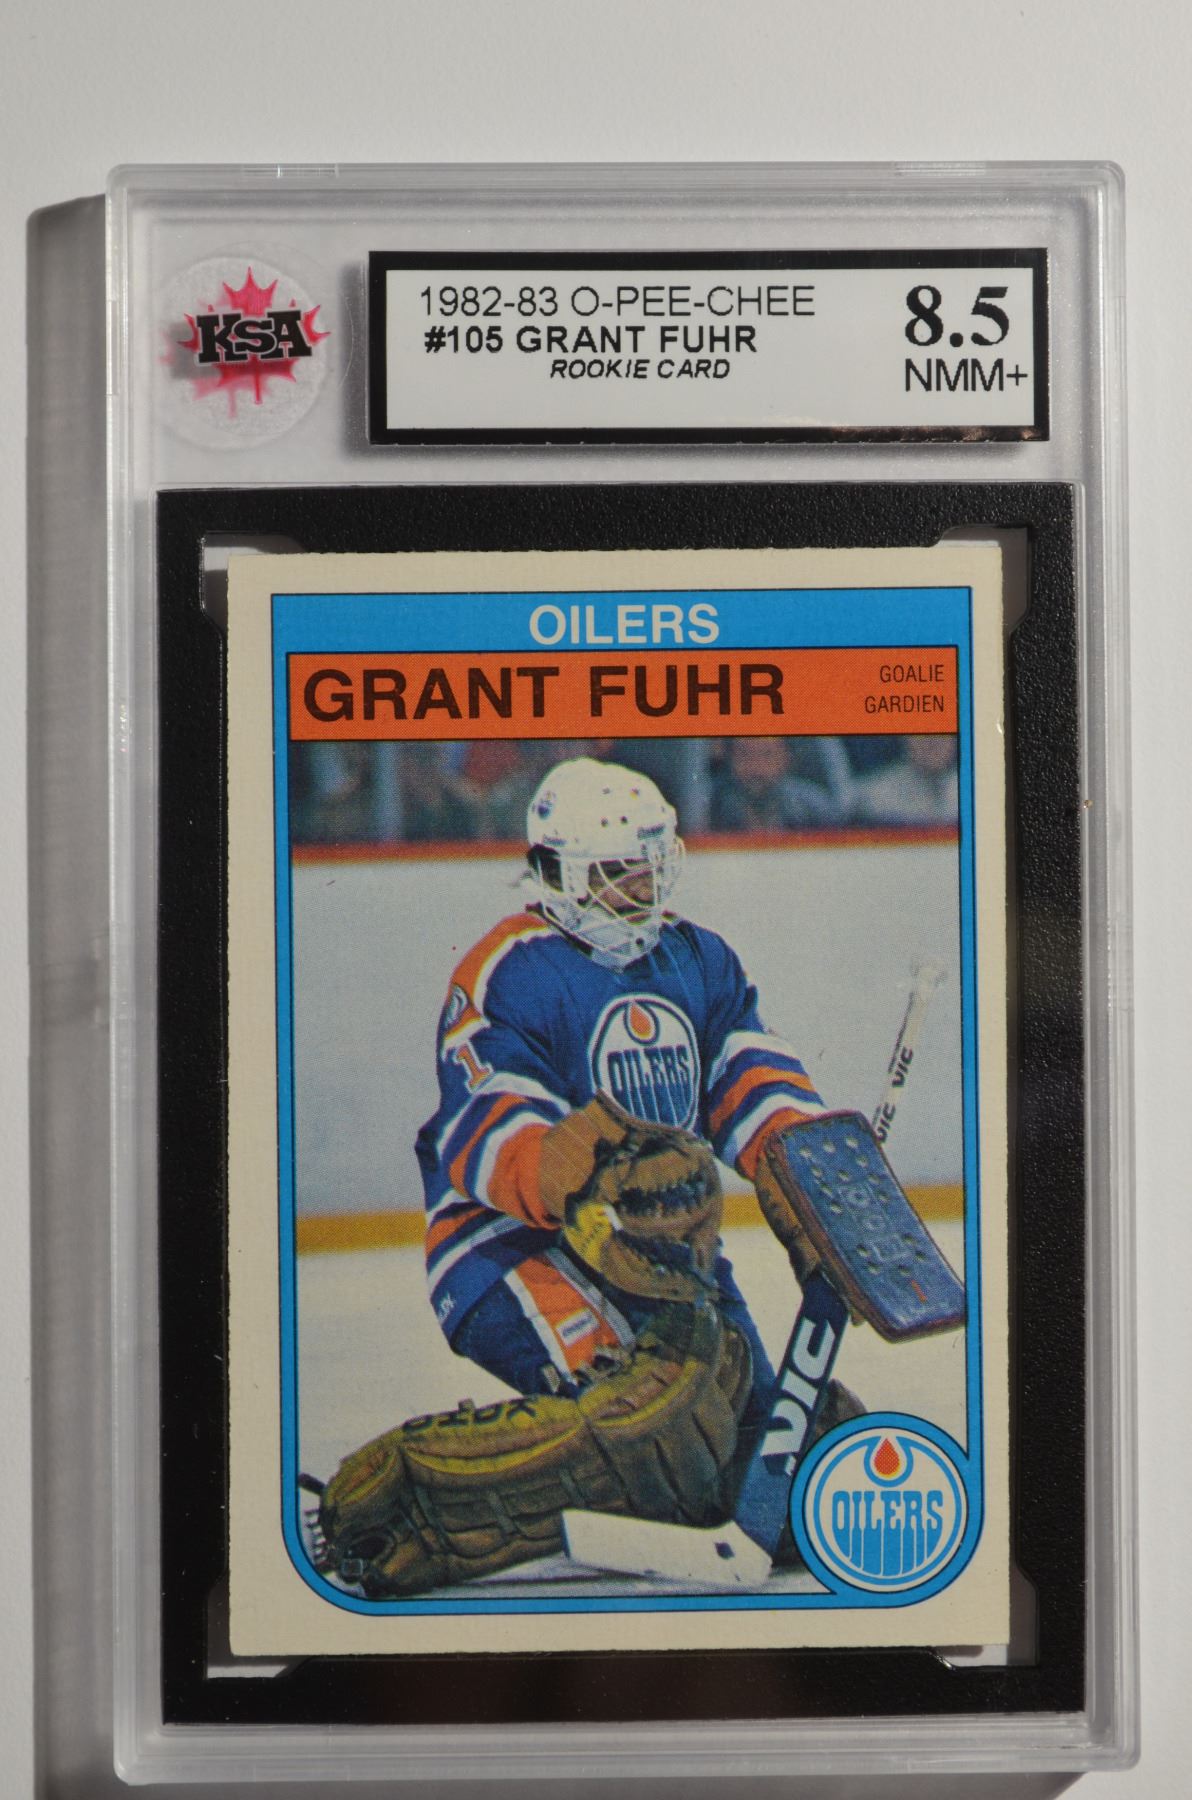 KSA
1982-83 O-PEE-CHEE
#105 GRANT FUHR
ROOKIE CARD
8.5
NMM+
OILERS
GRANT FUHR
GOALIE
GARDIEN
OILERS
VIC
VIC
VIC
OILERS